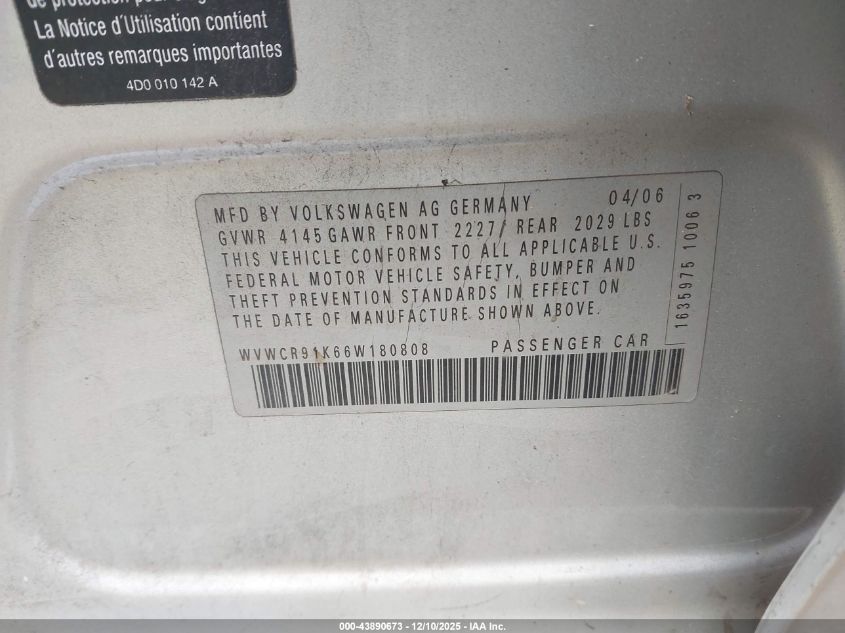 de protection pour
La Notice d'Utilisation contient
d'autres remarques importantes
4D0 010 142 A
MFD BY VOLKSWAGEN AG GERMANY 04/06
GVWR 4145 GAWR FRONT 2227/ REAR 2029 LBS
THIS VEHICLE CONFORMS TO ALL APPLICABLE U.S.
FEDERAL MOTOR VEHICLE SAFETY, BUMPER AND
THEFT PREVENTION STANDARDS IN EFFECT ON
THE DATE OF MANUFACTURE SHOWN ABOVE.
WVWCR91K66W180808 PASSENGER CAR
1635975 1006 3
000-43890673 - 12/10/2025 - IAA Inc.